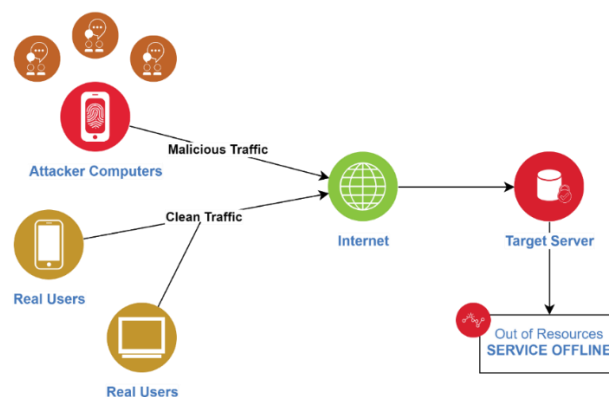 Malicious Traffic
Attacker Computers
Clean Traffic
Internet
Target Server
Real Users
Out of Resources
SERVICE OFFLINE
Real Users